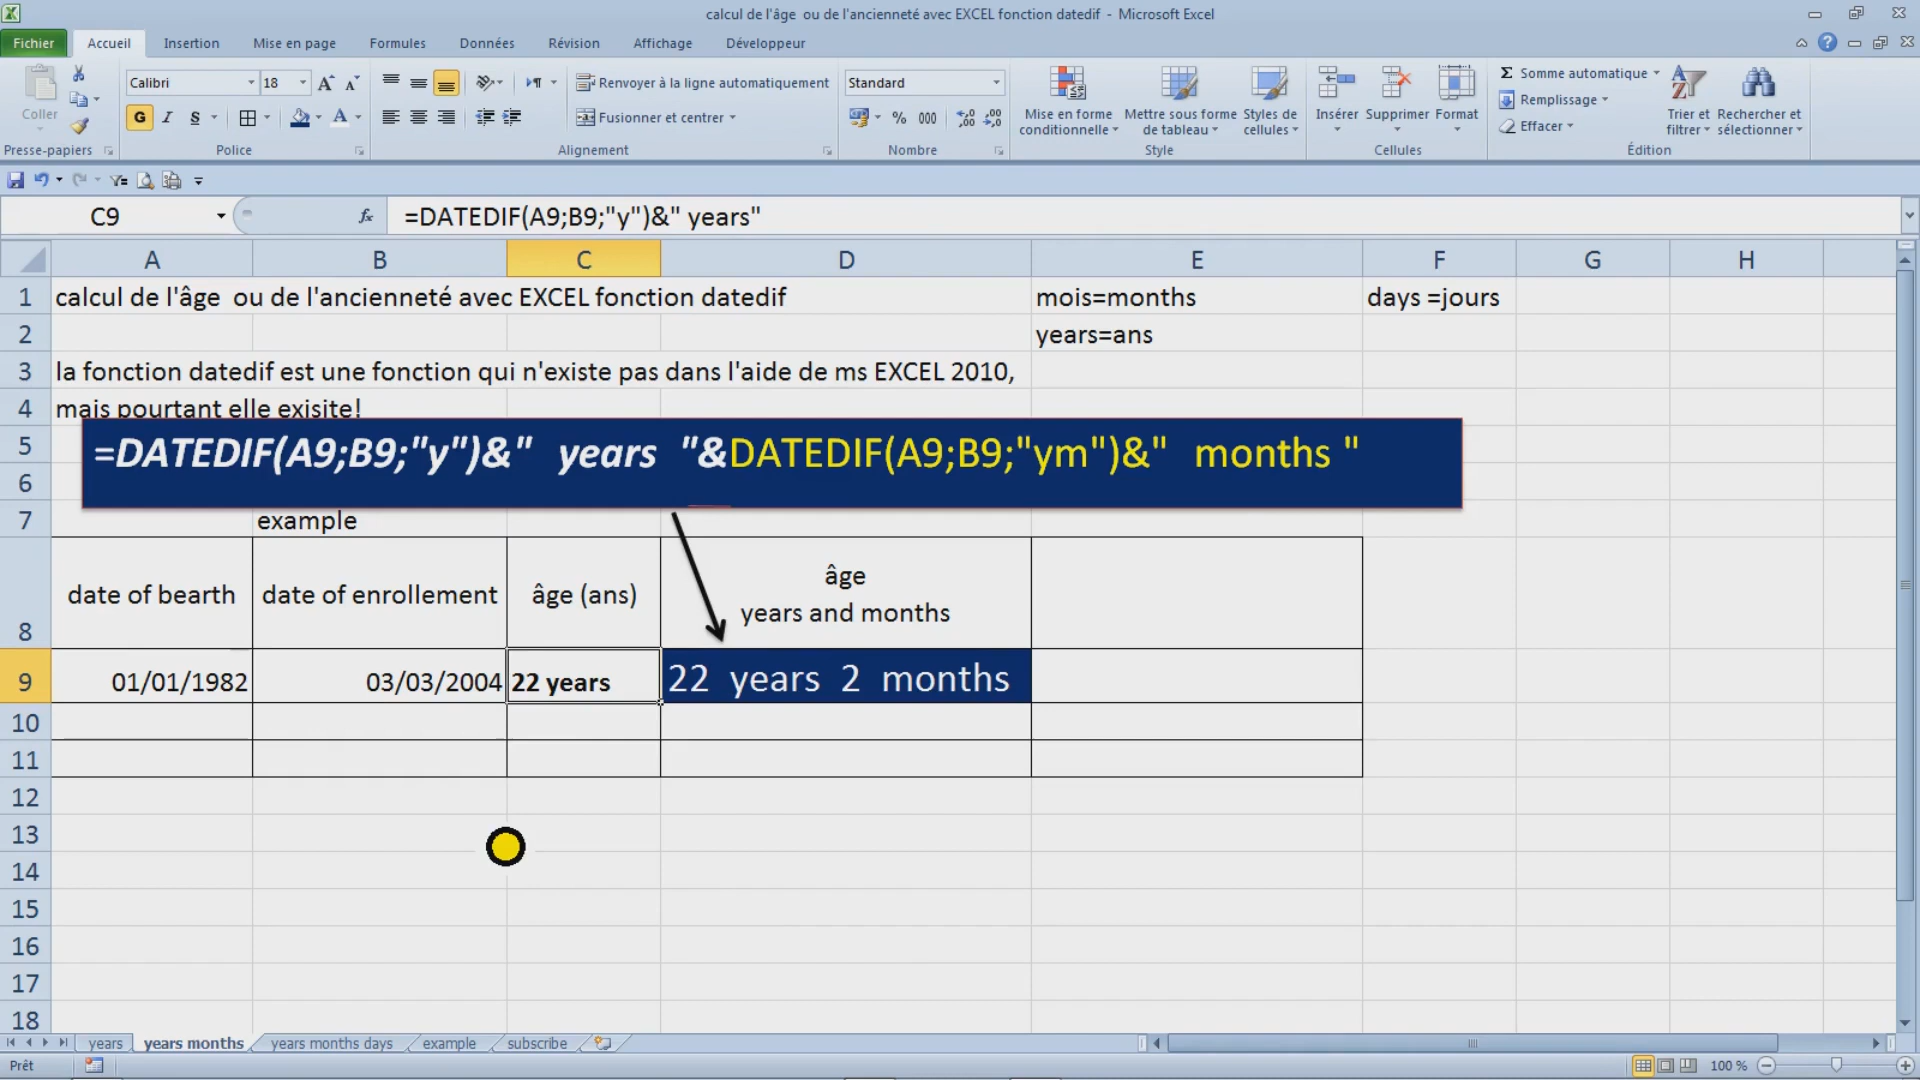 calcul de l'âge  ou de l'ancienneté avec EXCEL fonction datedif  -  Microsoft Excel
Fichier Accueil Insertion Mise en page Formules Données Révision Affichage Développeur
Coller
Presse-papiers
Calibri 18
G I S
Police
Renvoyer à la ligne automatiquement
Fusionner et centrer
Alignement
Standard
% 000
Nombre
Mise en forme conditionnelle
Mettre sous forme de tableau
Styles de cellules
Style
Insérer Supprimer Format
Cellules
Σ Somme automatique
Remplissage
Effacer
Trier et filtrer
Rechercher et sélectionner
Édition
C9 fx =DATEDIF(A9;B9;"y")&" years"
A B C D E F G H
1 calcul de l'âge  ou de l'ancienneté avec EXCEL fonction datedif mois=months days =jours
2 years=ans
3 la fonction datedif est une fonction qui n'existe pas dans l'aide de ms EXCEL 2010,
4 mais pourtant elle exisite!
5
=DATEDIF(A9;B9;"y")&"  years  "&DATEDIF(A9;B9;"ym")&"  months "
6
7 example
8 date of bearth date of enrollement âge (ans) âge
years and months
9 01/01/1982 03/03/2004 22 years 22  years  2  months
10
11
12
13
14
15
16
17
18
years years months years months days example subscribe
Prêt 100 %